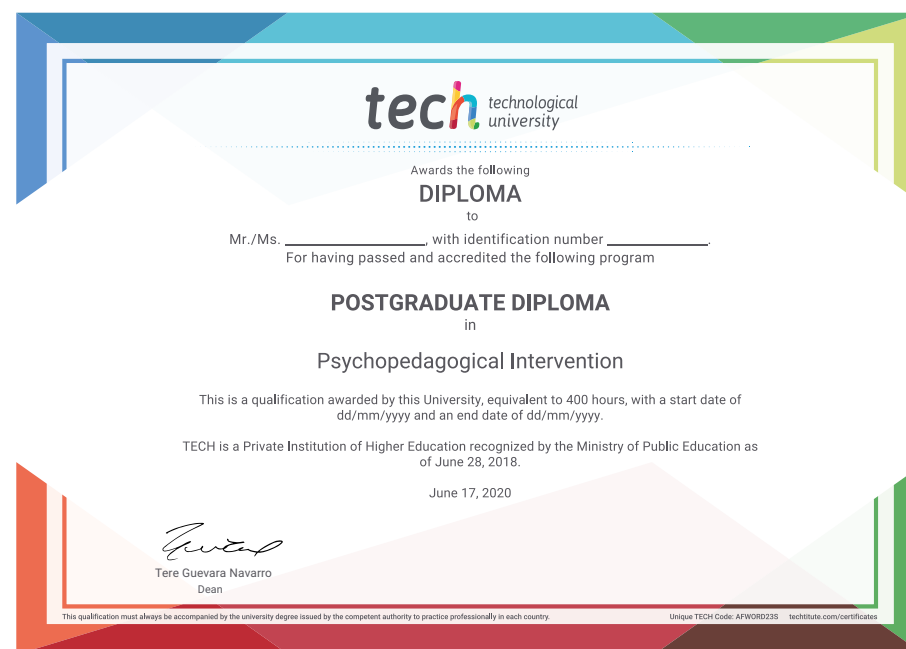 tech technological
university
Awards the following
DIPLOMA
to
Mr./Ms. ____________________, with identification number ______________.
For having passed and accredited the following program
POSTGRADUATE DIPLOMA
in
Psychopedagogical Intervention
This is a qualification awarded by this University, equivalent to 400 hours, with a start date of
dd/mm/yyyy and an end date of dd/mm/yyyy.
TECH is a Private Institution of Higher Education recognized by the Ministry of Public Education as
of June 28, 2018.
June 17, 2020
Tere Guevara Navarro
Dean
This qualification must always be accompanied by the university degree issued by the competent authority to practice professionally in each country. Unique TECH Code: AFWORD23S techtitute.com/certificates